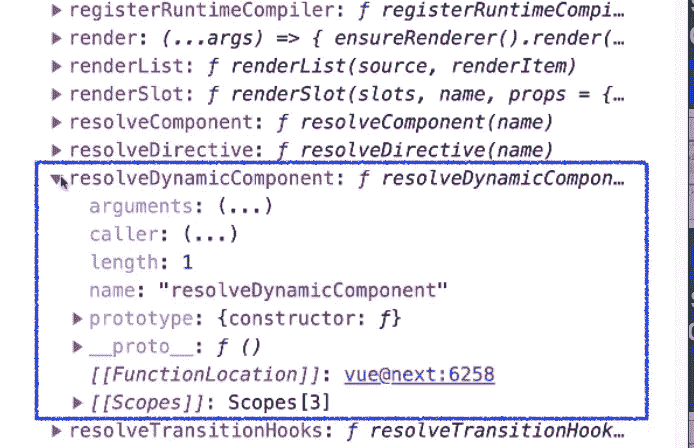 registerRuntimeCompiler: ƒ registerRuntimeCompi…
render: (...args) => { ensureRenderer().render(…
renderList: ƒ renderList(source, renderItem)
renderSlot: ƒ renderSlot(slots, name, props = {…
resolveComponent: ƒ resolveComponent(name)
resolveDirective: ƒ resolveDirective(name)
resolveDynamicComponent: ƒ resolveDynamicCompon…
arguments: (...)
caller: (...)
length: 1
name: "resolveDynamicComponent"
prototype: {constructor: ƒ}
__proto__: ƒ ()
[[FunctionLocation]]: vue@next:6258
[[Scopes]]: Scopes[3]
resolveTransitionHooks: ƒ resolveTransitionHook…